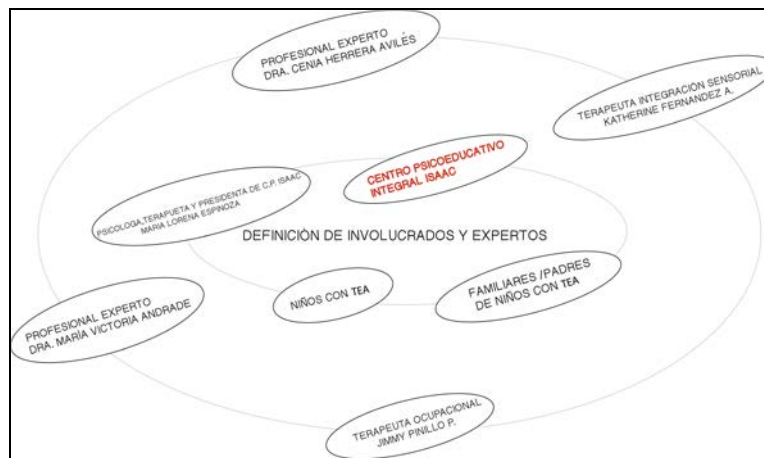 PROFESIONAL EXPERTO
DRA. CENIA HERRERA AVILÉS
TERAPEUTA INTEGRACIÓN SENSORIAL
KATHERINE FERNANDEZ A.
CENTRO PSICOEDUCATIVO
INTEGRAL ISAAC
PSICOLOGA, TERAPUETA Y PRESIDENTA DE C.P. ISAAC
MARIA LORENA ESPINOZA
DEFINICIÓN DE INVOLUCRADOS Y EXPERTOS
NIÑOS CON TEA
FAMILIARES /PADRES
DE NIÑOS CON TEA
PROFESIONAL EXPERTO
DRA. MARÍA VICTORIA ANDRADE
TERAPEUTA OCUPACIONAL
JIMMY PINILLO P.